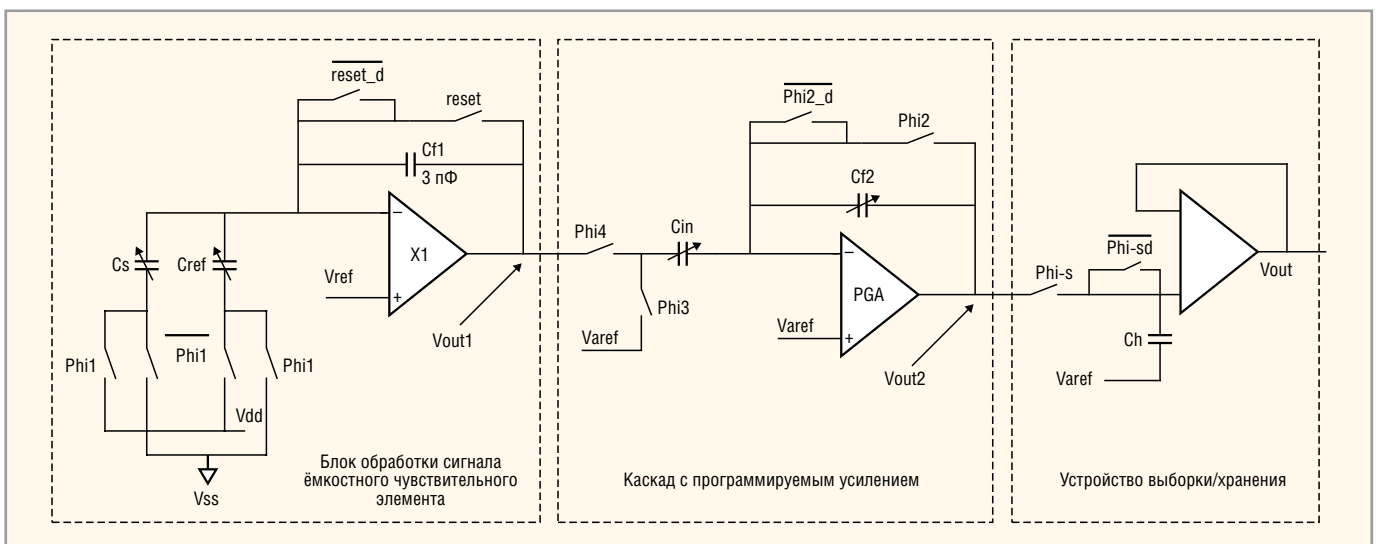 reset_d
reset
Cf1
3 пФ
Cs
Cref
X1
Vref
Vout1
Phi1
Phi1
Phi1
Vdd
Vss
Блок обработки сигнала
ёмкостного чувствительного
элемента
Phi2_d
Phi2
Cf2
Phi4
Cin
Phi3
Varef
PGA
Varef
Vout2
Каскад с программируемым усилением
Phi-sd
Phi-s
Vout
Ch
Varef
Устройство выборки/хранения